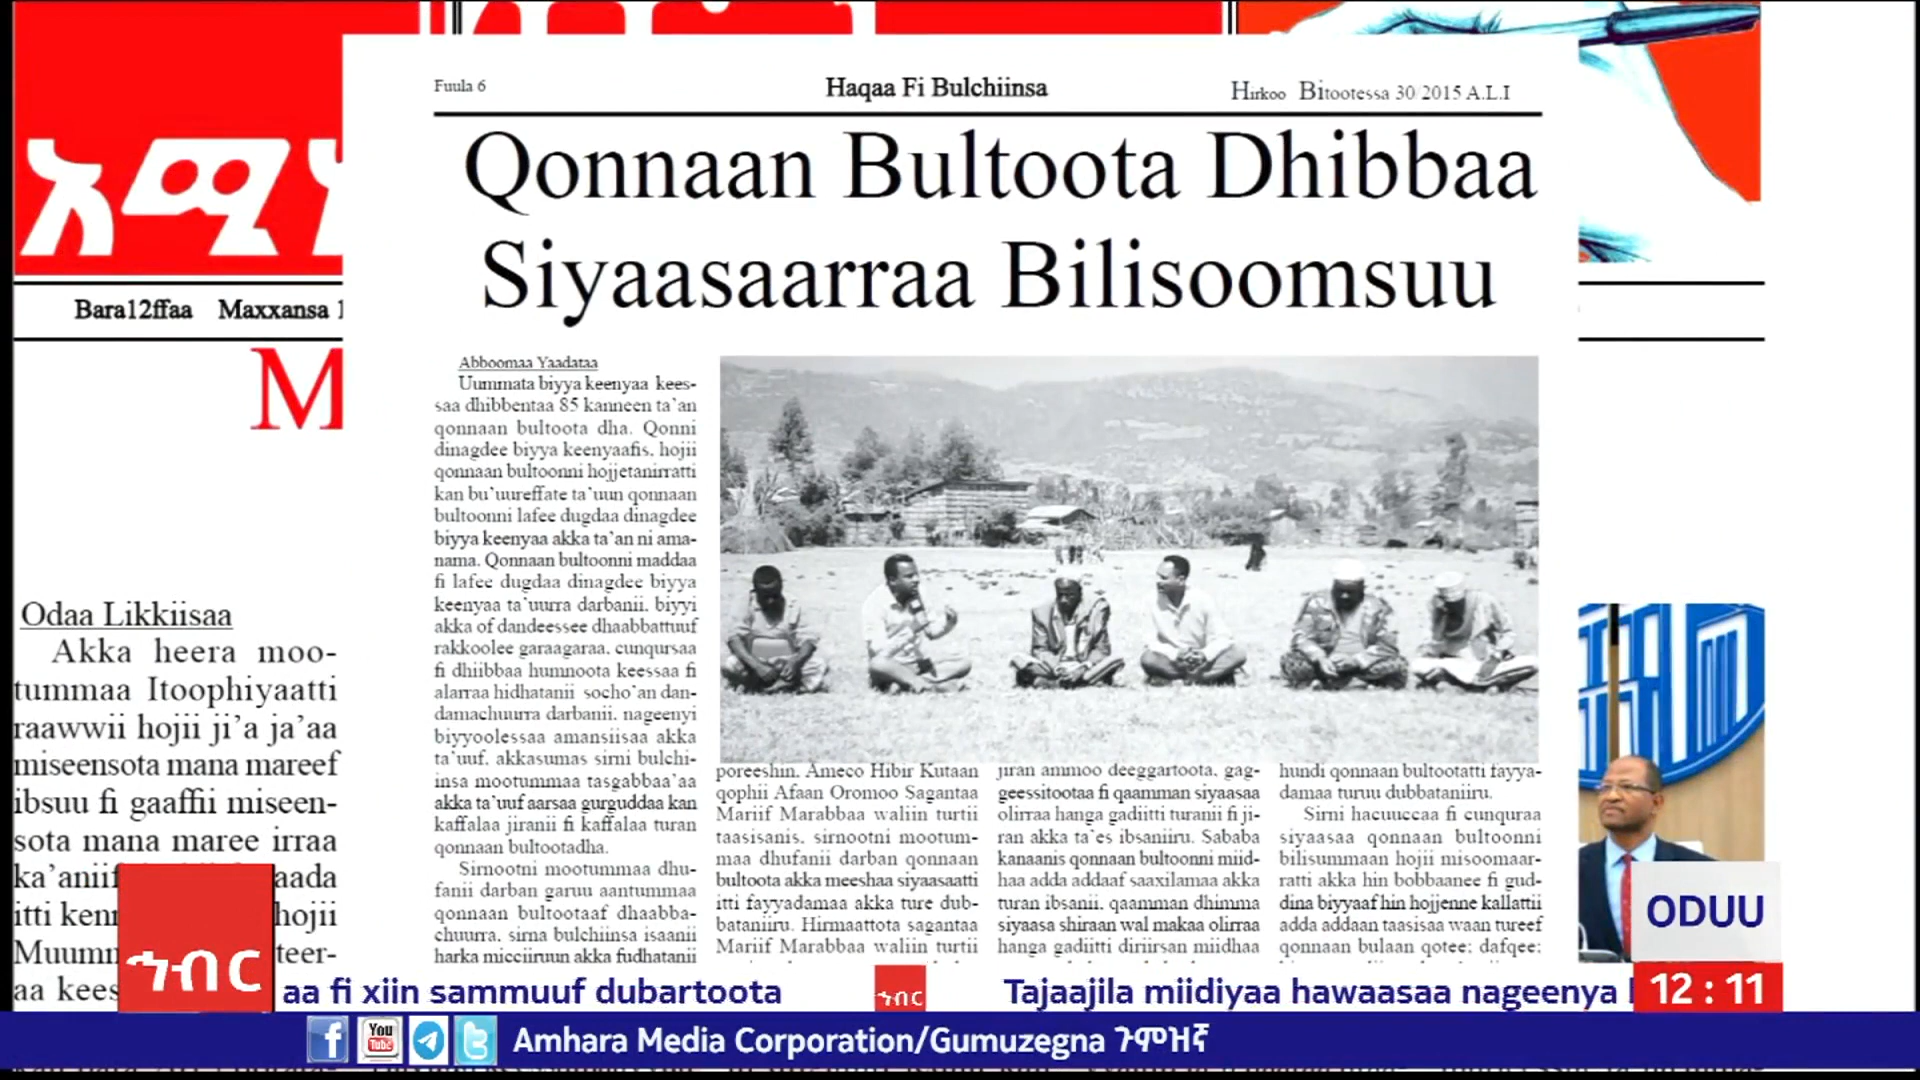 አሚ
Bara12ffaa Maxxansa 1
M
Odaa Likkiisaa
Akka heera moo-
tummaa Itoophiyaatti
raawwii hojii ji’a ja’aa
miseensota mana mareef
ibsuu fi gaaffii miseen-
sota mana maree irraa
itti hojii
aa
Fuula 6
Haqaa Fi Bulchiinsa
Hirkoo Bitootessa 30/2015 A.L.I
Qonnaan Bultoota Dhibbaa
Siyaasaarraa Bilisoomsuu
Abboomaa Yaadataa
Uummata biyya keenyaa kees-
saa dhibbentaa 85 kanneen ta’an
qonnaan bultoota dha. Qonni
dinagdee biyya keenyaafis, hojii
qonnaan bultoonni hojjetanirratti
kan bu’uureffate ta’uun qonnaan
bultoonni lafee dugdaa dinagdee
biyya keenyaa akka ta’an ni ama-
nama. Qonnaan bultoonni maddaa
fi lafee dugdaa dinagdee biyya
keenyaa ta’uurra darbanii, biyyi
akka of dandeessee dhaabbattuuf
rakkoolee garaagaraa, cunqursaa
fi dhiibbaa humnoota keessaa fi
alarraa hidhatanii socho’an dan-
damachuurra darbanii, nageenyi
biyyoolessaa amansiisaa akka
ta’uuf, akkasumas sirni bulchi-
insa mootummaa tasgabbaa’aa
akka ta’uuf aarsaa gurguddaa kan
kaffalaa jiranii fi kaffalaa turan
qonnaan bultootadha.
Sirnootni mootummaa dhu-
fanii darban garuu aantummaa
qonnaan bultootaaf dhaabba-
chuurra, sirna bulchiinsa isaanii
harka micciiruun akka fudhatanii
poreeshin, Ameco Hibir Kutaan
qophii Afaan Oromoo Sagantaa
Mariif Marabbaa waliin turtii
taasisanis, sirnootni mootum-
maa dhufanii darban qonnaan
bultoota akka meeshaa siyaasaatti
itti fayyadamaa akka ture dub-
bataniiru. Hirmaattota sagantaa
Mariif Marabbaa waliin turtii
jiran ammoo deeggartoota, gag-
geessitootaa fi qaamman siyaasaa
olirraa hanga gadiitti turanii fi ji-
ran akka ta’es ibsaniiru. Sababa
kanaanis qonnaan bultoonni miid-
haa adda addaaf saaxilamaa akka
turan ibsanii, qaamman dhimma
siyaasa shiraan wal makaa olirraa
hanga gadiitti diriirsan miidhaa
hundi qonnaan bultootatti fayya-
damaa turuu dubbataniiru.
Sirni hacuuccaa fi cunquraa
siyaasaa qonnaan bultoonni
bilisummaan hojii misoomaar-
ratti akka hin bobbaanee fi gud-
dina biyyaaf hin hojjenne kallattii
adda addaan taasisaa waan tureef
qonnaan bulaan qotee; dafqee;
ODUU
ኅብር
aa fi xiin sammuuf dubartoota
ኅብር
Tajaajila miidiyaa hawaasaa nageenya
12 : 11
You Tube
Amhara Media Corporation/Gumuzegna ጉምዝኛ